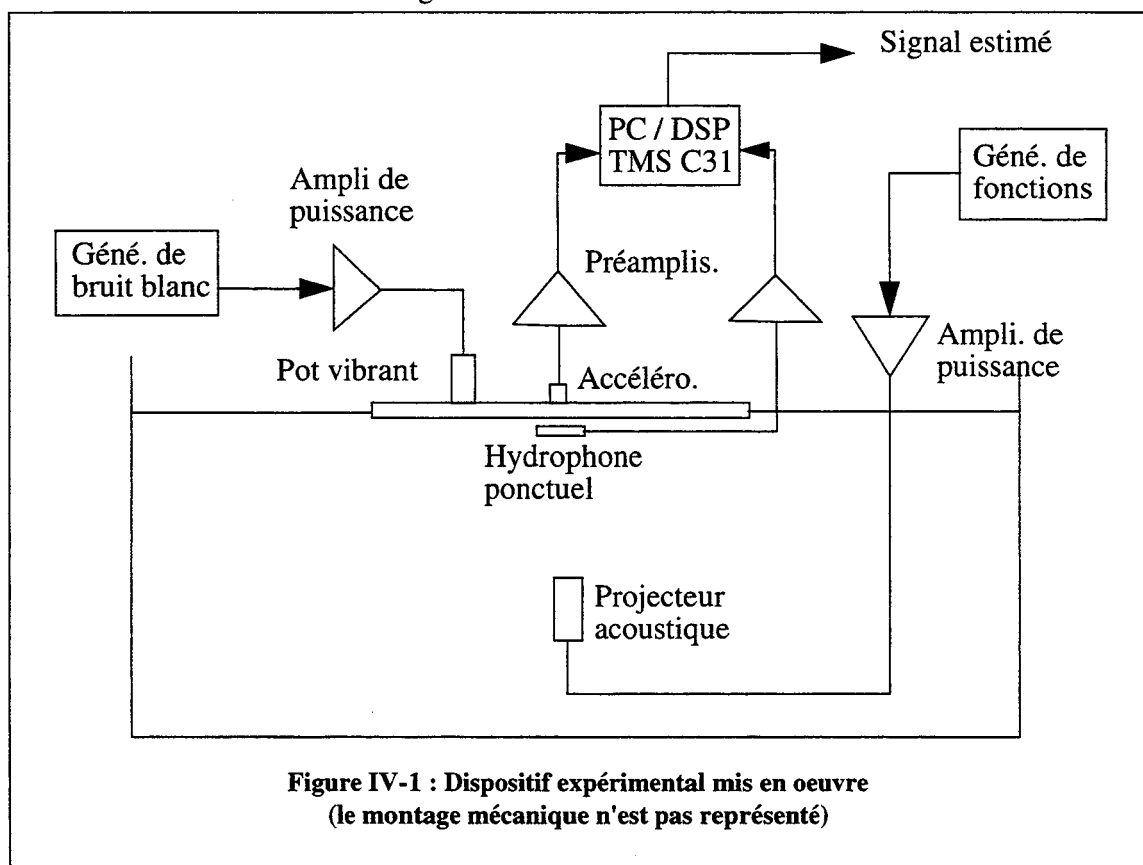 Signal estimé
PC / DSP
TMS C31
Géné. de
fonctions
Ampli de
puissance
Géné. de
bruit blanc
Préamplis.
Ampli. de
puissance
Pot vibrant
Accéléro.
Hydrophone
ponctuel
Projecteur
acoustique
Figure IV-1 : Dispositif expérimental mis en oeuvre
(le montage mécanique n'est pas représenté)